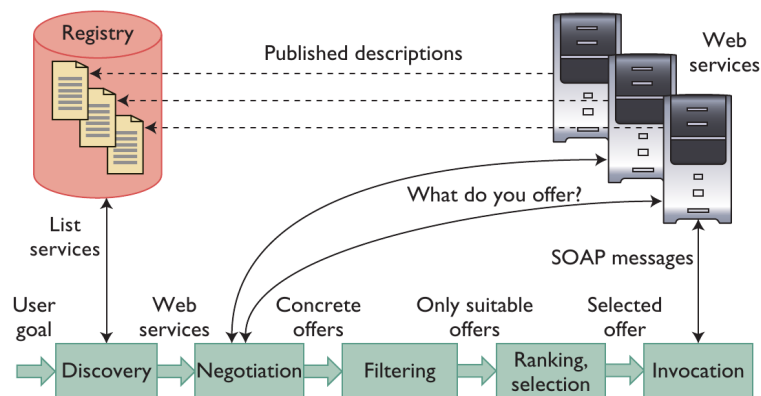 Registry
Published descriptions
Web
services
What do you offer?
List
services
SOAP messages
User
goal
Web
services
Concrete
offers
Only suitable
offers
Selected
offer
Discovery
Negotiation
Filtering
Ranking,
selection
Invocation